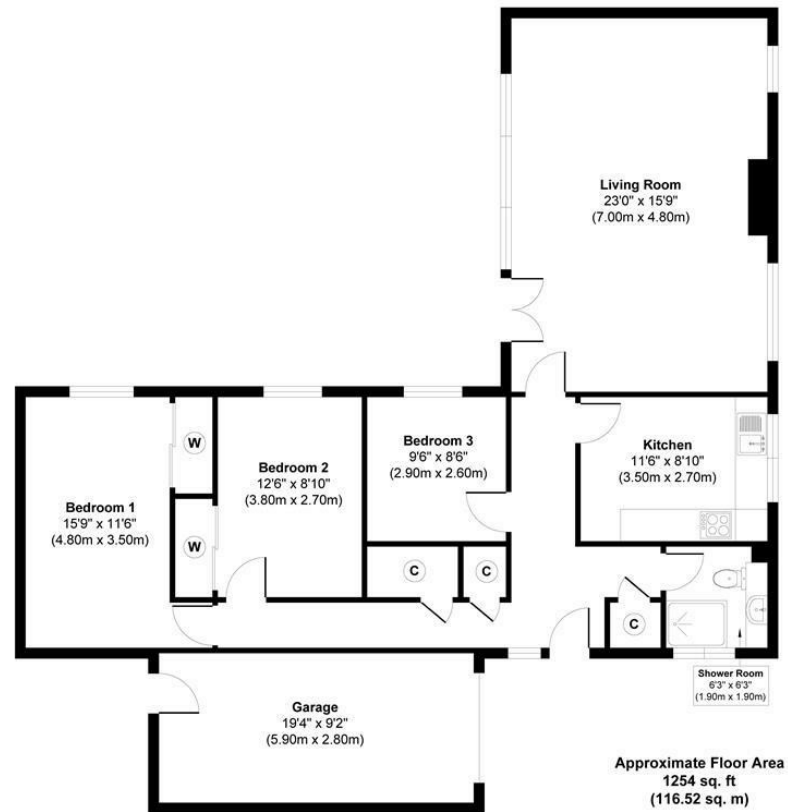 Living Room
23'0" x 15'9"
(7.00m x 4.80m)
Bedroom 1
15'9" x 11'6"
(4.80m x 3.50m)
W
W
Bedroom 2
12'6" x 8'10"
(3.80m x 2.70m)
Bedroom 3
9'6" x 8'6"
(2.90m x 2.60m)
Kitchen
11'6" x 8'10"
(3.50m x 2.70m)
C
C
C
Shower Room
6'3" x 6'3"
(1.90m x 1.90m)
Garage
19'4" x 9'2"
(5.90m x 2.80m)
Approximate Floor Area
1254 sq. ft
(116.52 sq. m)